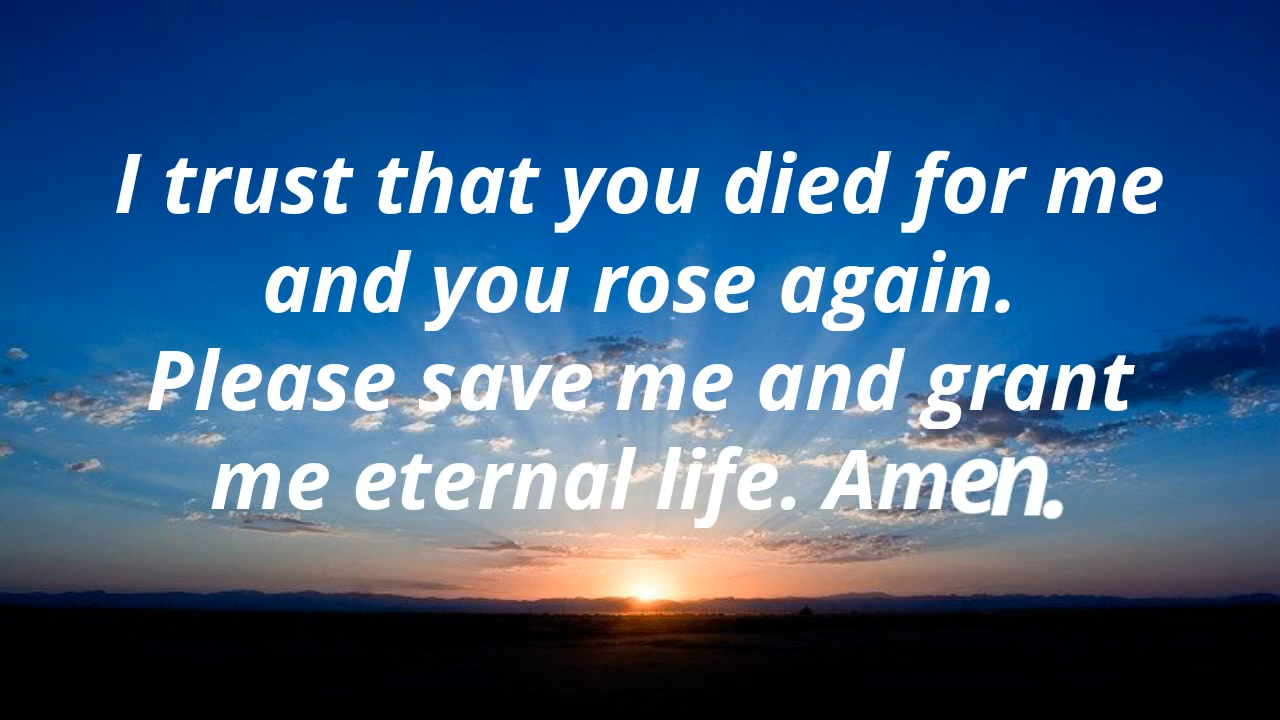 I trust that you died for me
and you rose again.
Please save me and grant
me eternal life. Amen.